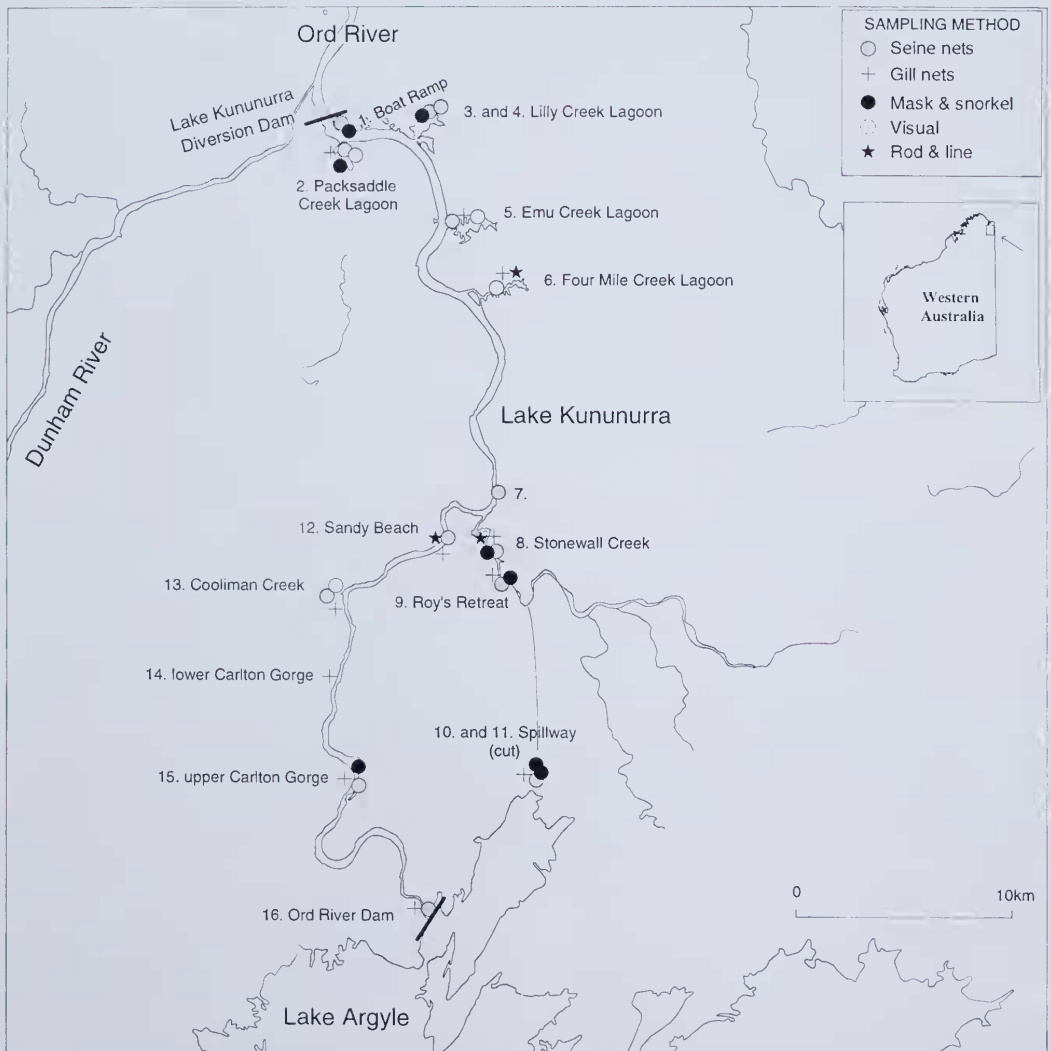 Ord River
Lake Kununurra
Diversion Dam
1. Boat Ramp
3. and 4. Lilly Creek Lagoon
2. Packsaddle
Creek Lagoon
5. Emu Creek Lagoon
6. Four Mile Creek Lagoon
Dunham River
Lake Kununurra
7.
12. Sandy Beach
8. Stonewall Creek
13. Cooliman Creek
9. Roy's Retreat
14. lower Carlton Gorge
10. and 11. Spillway
(cut)
15. upper Carlton Gorge
16. Ord River Dam
Lake Argyle
0 10km
SAMPLING METHOD
Seine nets
Gill nets
Mask & snorkel
Visual
Rod & line
Western
Australia